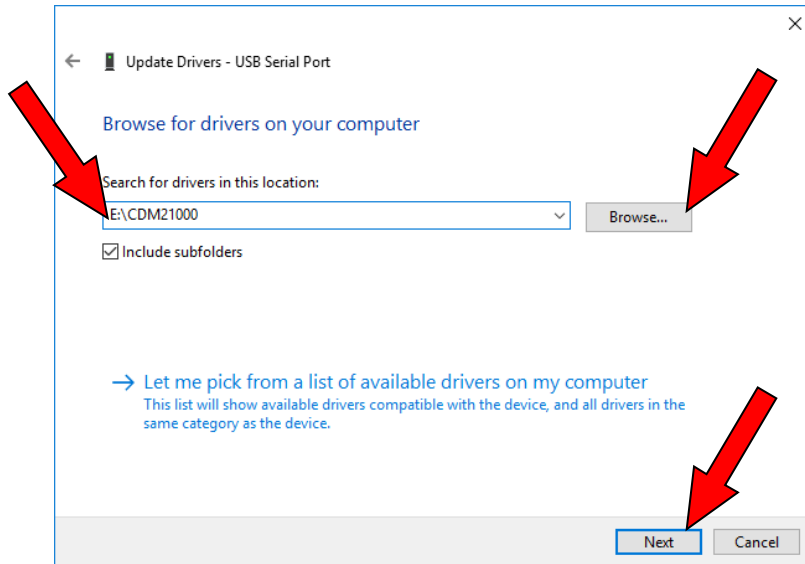 Update Drivers - USB Serial Port
Browse for drivers on your computer
Search for drivers in this location:
E:\CDM21000
Browse...
Include subfolders
Let me pick from a list of available drivers on my computer
This list will show available drivers compatible with the device, and all drivers in the
same category as the device.
Next
Cancel